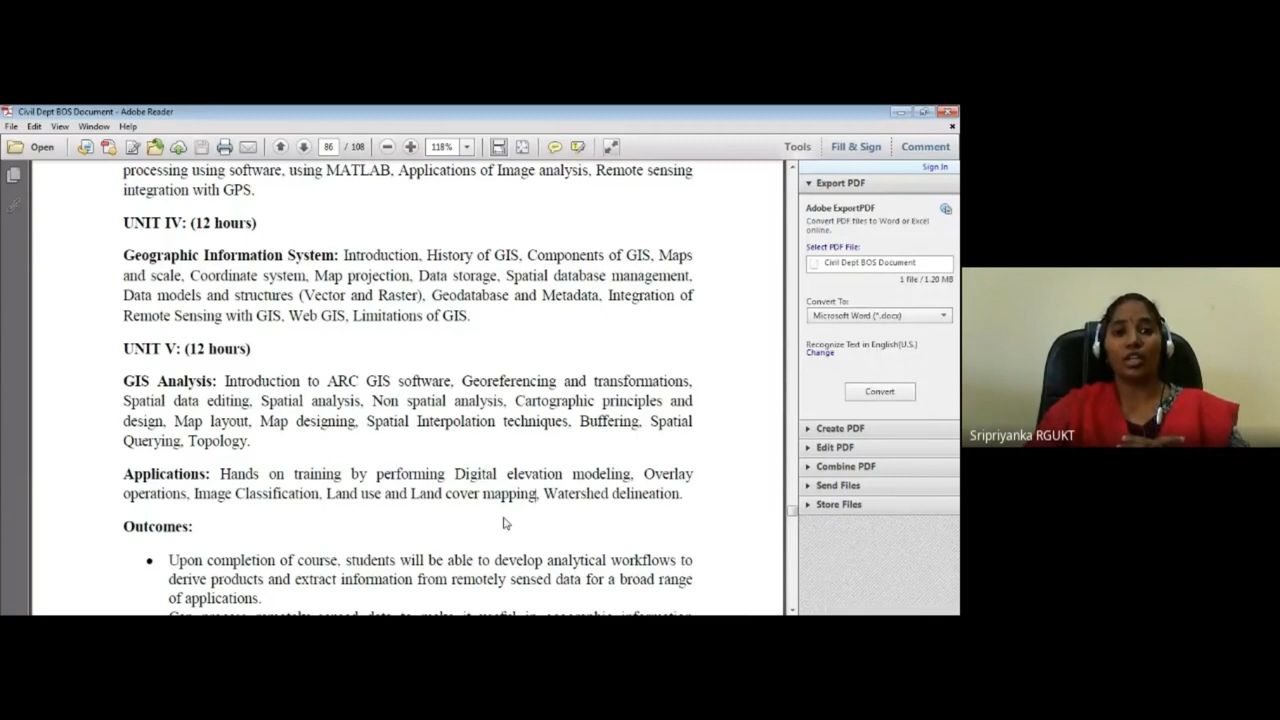 Civil Dept BOS Document - Adobe Reader
File Edit View Window Help
Open 86 / 108 118% Tools Fill & Sign Comment
Sign In
processing using software, using MATLAB, Applications of Image analysis, Remote sensing
integration with GPS.
UNIT IV: (12 hours)
Geographic Information System: Introduction, History of GIS, Components of GIS, Maps
and scale, Coordinate system, Map projection, Data storage, Spatial database management,
Data models and structures (Vector and Raster), Geodatabase and Metadata, Integration of
Remote Sensing with GIS, Web GIS, Limitations of GIS.
UNIT V: (12 hours)
GIS Analysis: Introduction to ARC GIS software, Georeferencing and transformations,
Spatial data editing, Spatial analysis, Non spatial analysis, Cartographic principles and
design, Map layout, Map designing, Spatial Interpolation techniques, Buffering, Spatial
Querying, Topology.
Applications: Hands on training by performing Digital elevation modeling, Overlay
operations, Image Classification, Land use and Land cover mapping, Watershed delineation.
Outcomes:
• Upon completion of course, students will be able to develop analytical workflows to
derive products and extract information from remotely sensed data for a broad range
of applications.
Export PDF
Adobe ExportPDF
Convert PDF files to Word or Excel
online.
Select PDF File:
Civil Dept BOS Document
1 file / 1.20 MB
Convert To:
Microsoft Word (*.docx)
Recognize Text in English(U.S.)
Change
Convert
Create PDF
Edit PDF
Combine PDF
Send Files
Store Files
Sripriyanka RGUKT